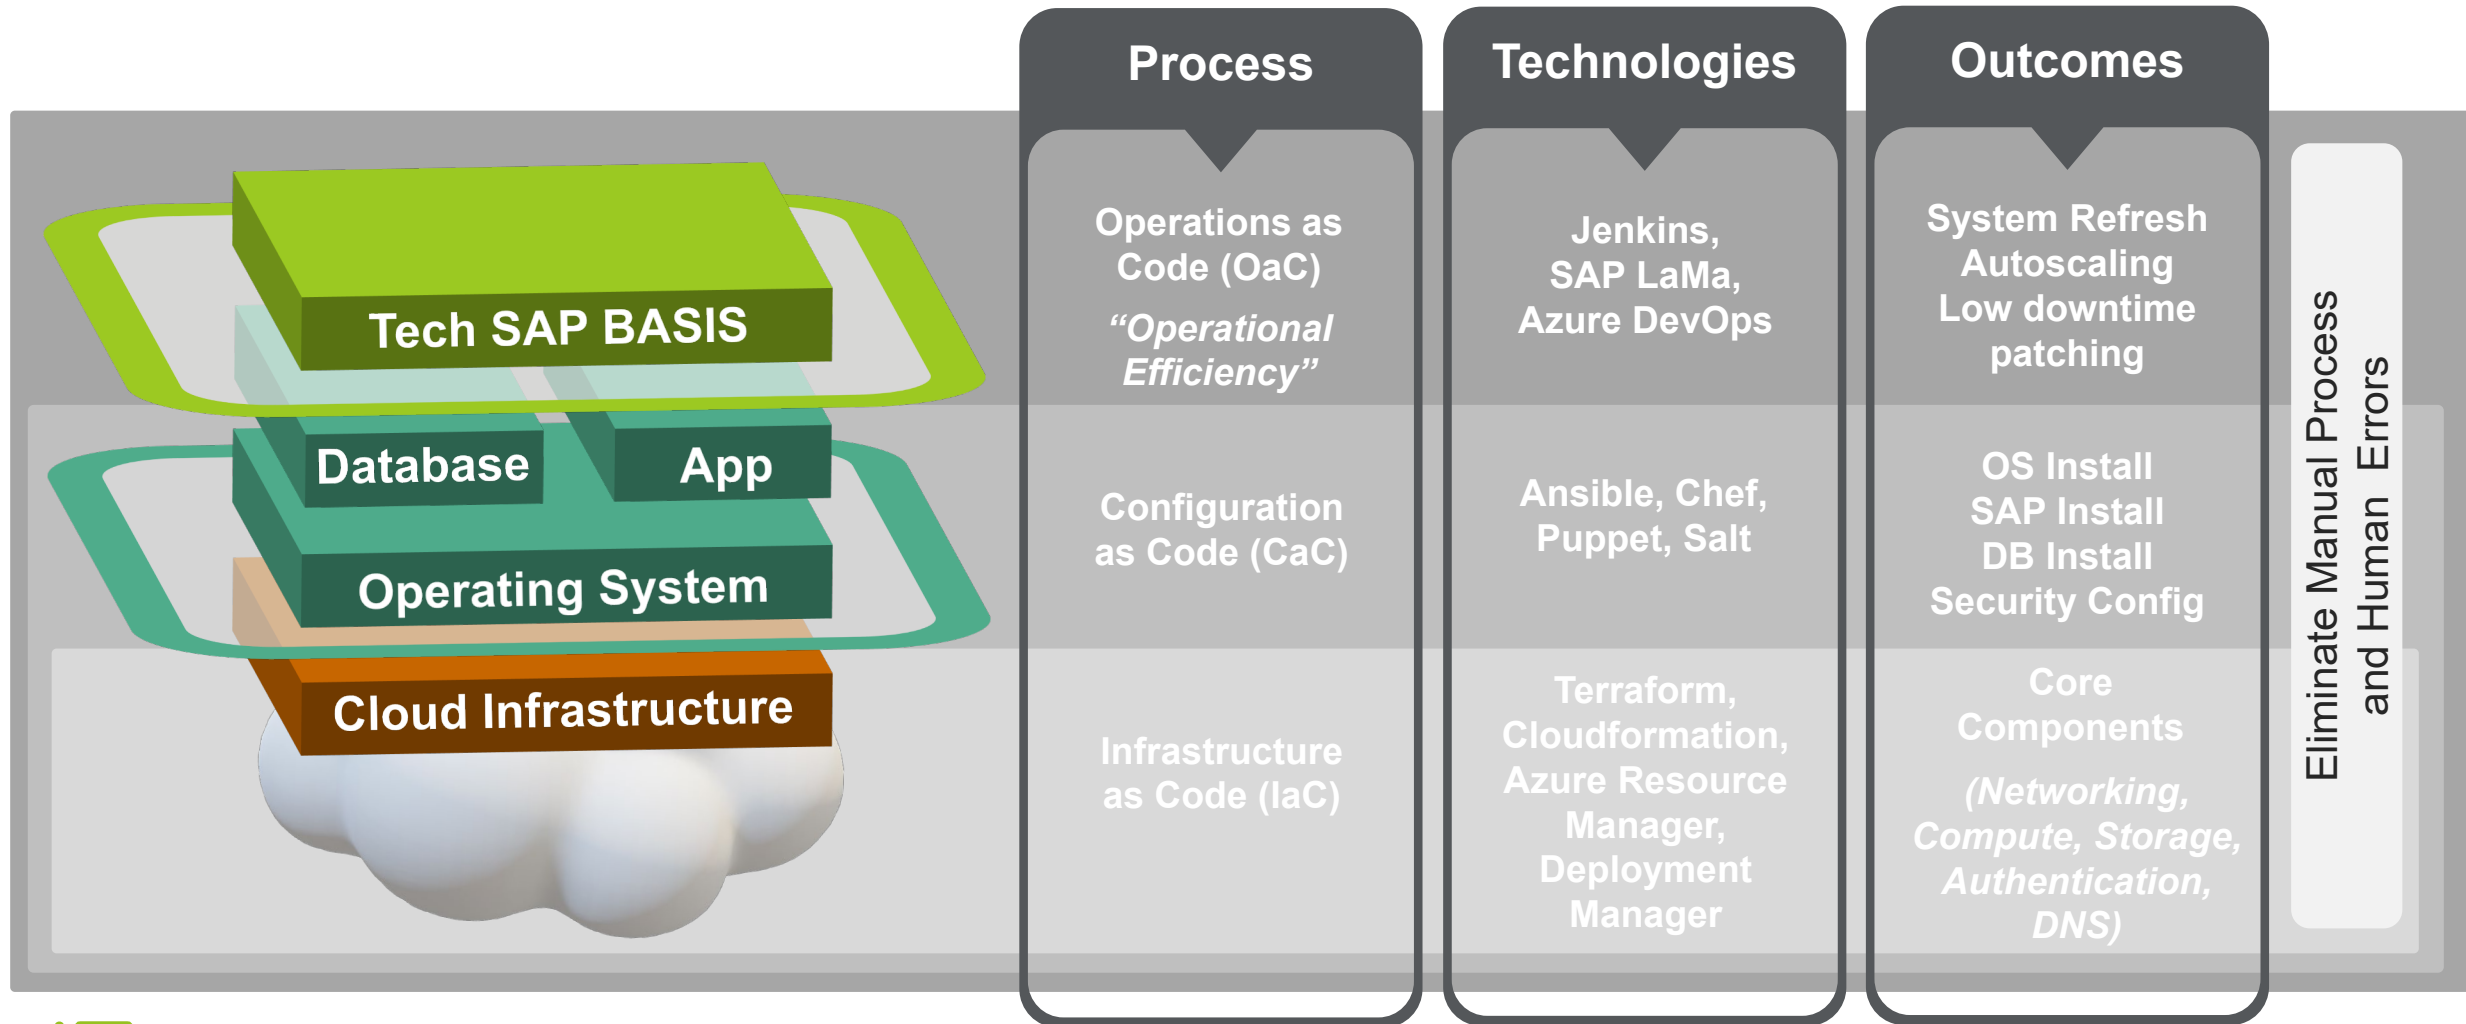 Process
Technologies
Outcomes
Tech SAP BASIS
Operations as
Code (OaC)
“Operational
Efficiency”
Jenkins,
SAP LaMa,
Azure DevOps
System Refresh
Autoscaling
Low downtime
patching
Database
App
Operating System
Configuration
as Code (CaC)
Ansible, Chef,
Puppet, Salt
OS Install
SAP Install
DB Install
Security Config
Cloud Infrastructure
Infrastructure
as Code (IaC)
Terraform,
Cloudformation,
Azure Resource
Manager,
Deployment
Manager
Core
Components
(Networking,
Compute, Storage,
Authentication,
DNS)
Eliminate Manual Process
and Human Errors